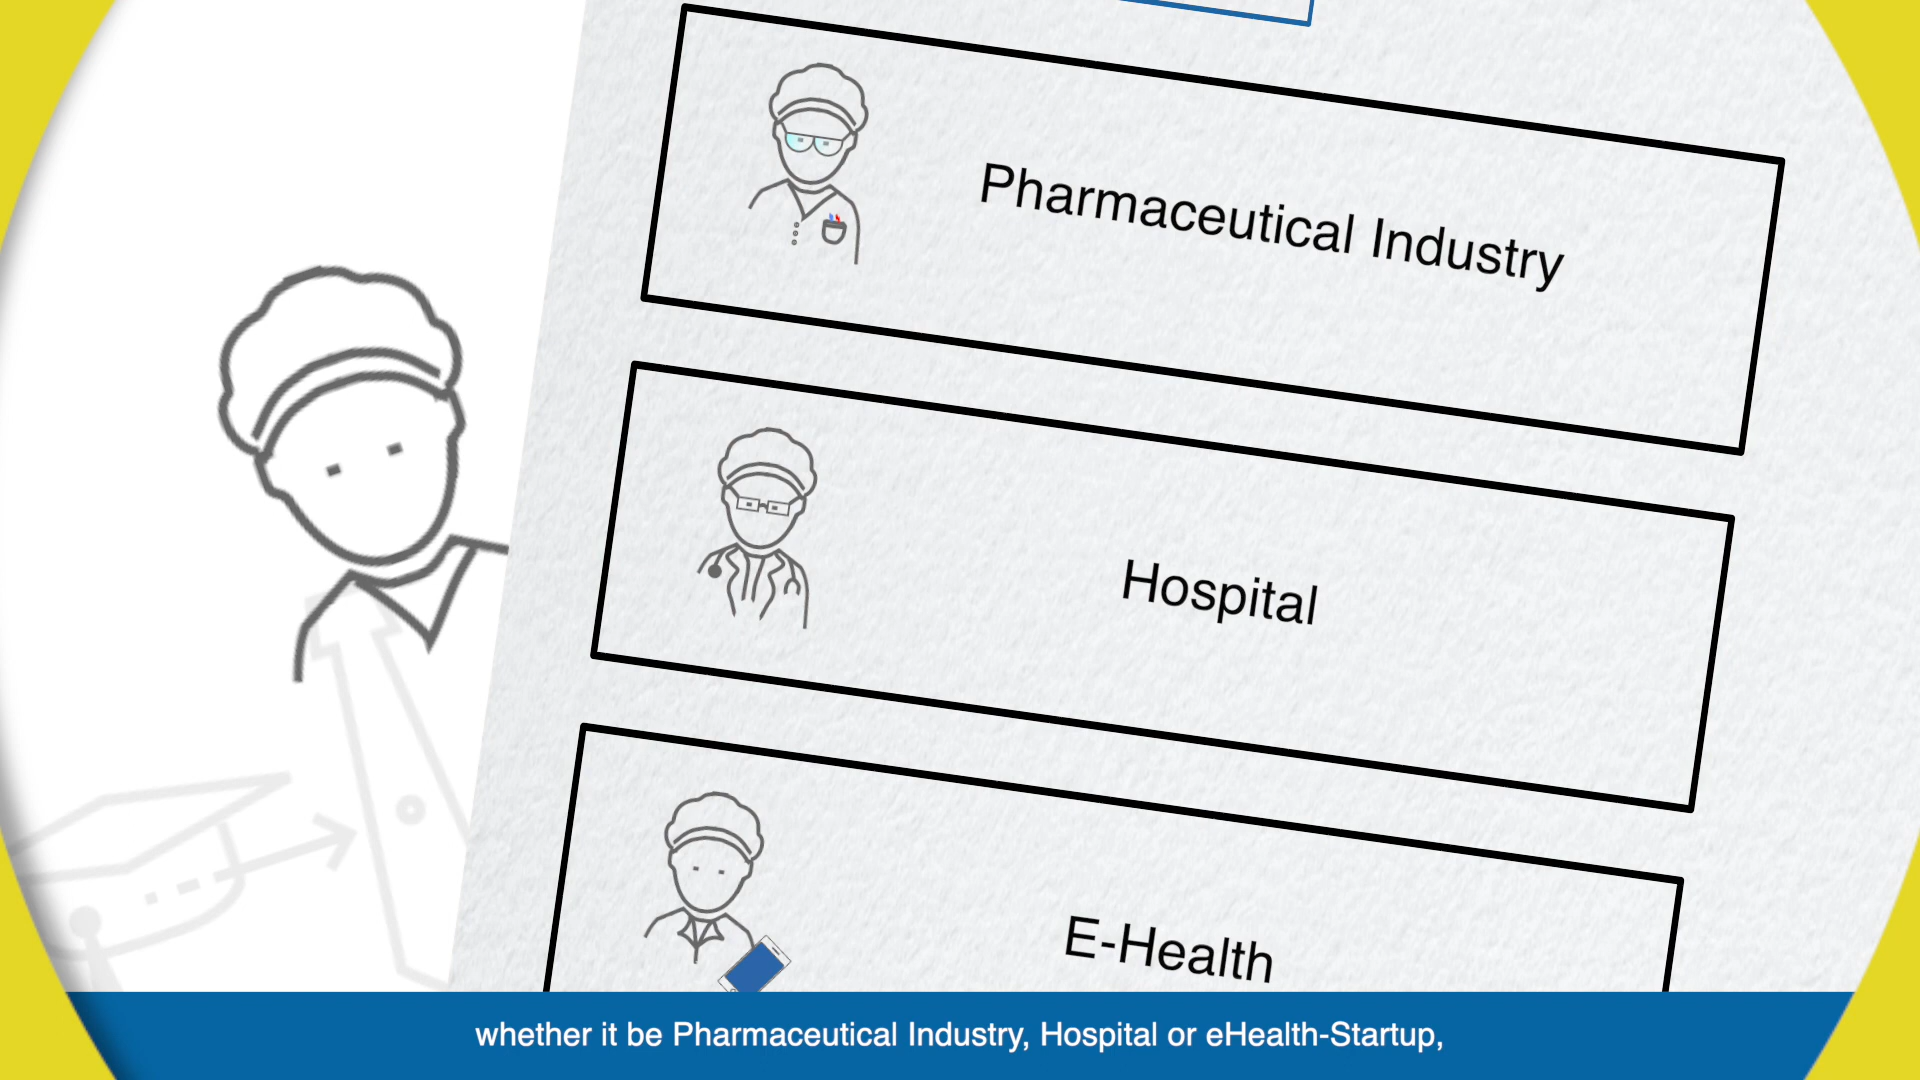 Pharmaceutical Industry
Hospital
E-Health
whether it be Pharmaceutical Industry, Hospital or eHealth-Startup,